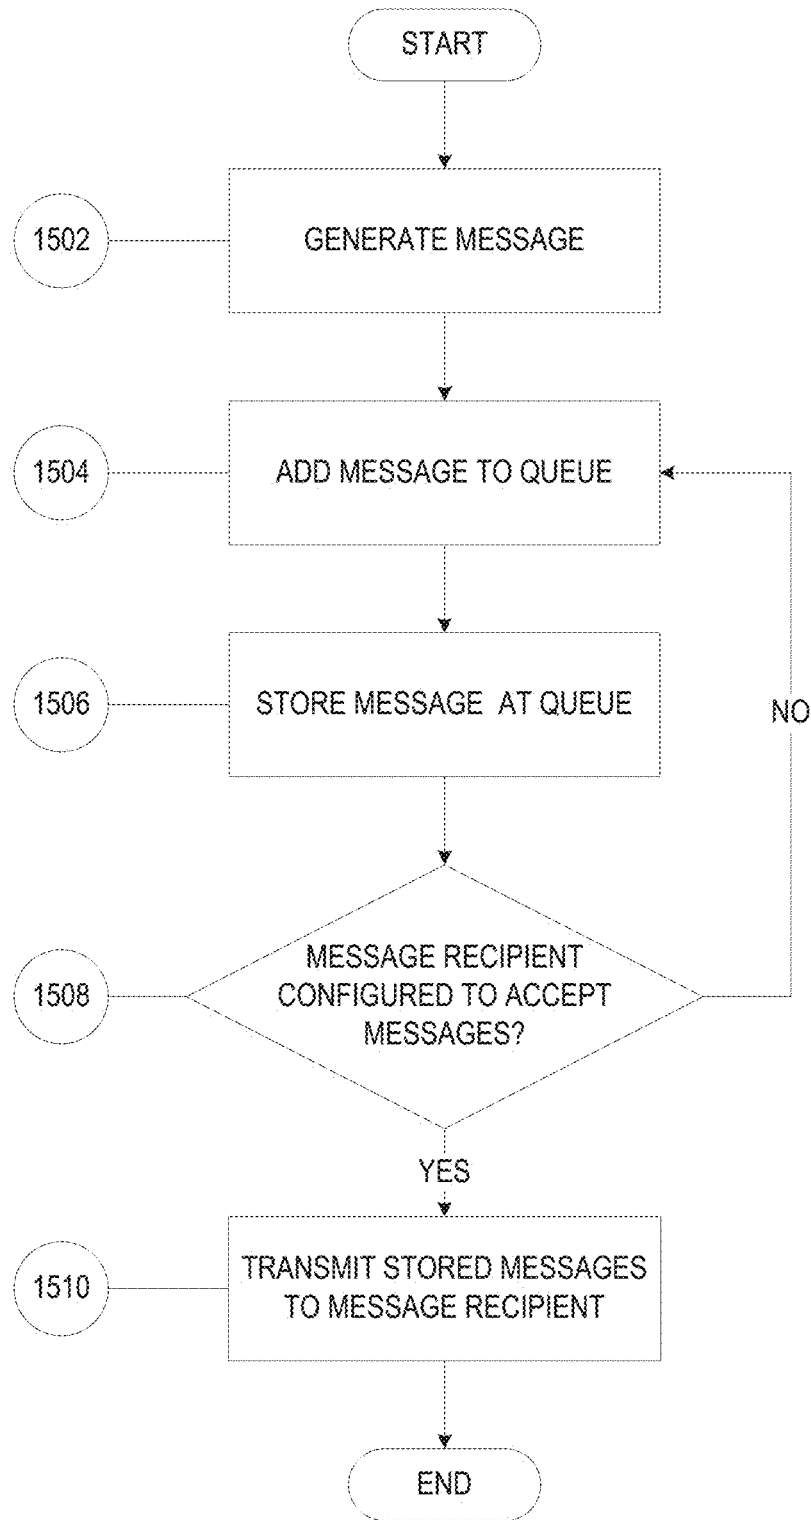 START
1502
GENERATE MESSAGE
1504
ADD MESSAGE TO QUEUE
1506
STORE MESSAGE AT QUEUE
NO
1508
MESSAGE RECIPIENT
CONFIGURED TO ACCEPT
MESSAGES?
YES
1510
TRANSMIT STORED MESSAGES
TO MESSAGE RECIPIENT
END